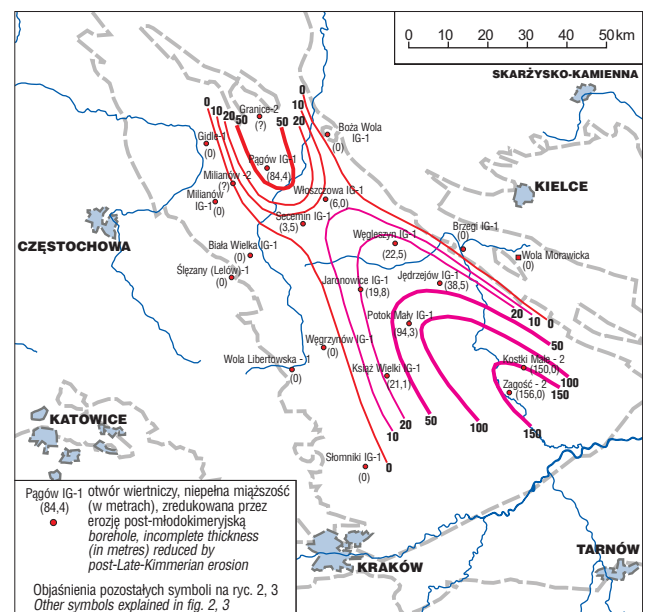 0 10 20 30 40 50 km
SKARŻYSKO-KAMIENNA
0
10
20
50
Granice-2
(?)
50
0
10
20
Boża Wola
IG-1
(0)
Gidle-1
(0)
Pągów IG-1
(84,4)
Milianów -2
(?)
Milianów
IG-1
(0)
Włoszczowa IG-1
(6,0)
KIELCE
Secemin IG-1
(3,5)
CZĘSTOCHOWA
Węgleszyn IG-1
(22,5)
Brzegi IG-1
(0)
Wola Morawicka
(0)
Biała Wielka IG-1
(0)
Ślęzany (Lelów)-1
(0)
Jaronowice IG-1
(19,8)
Jędrzejów IG-1
(38,5)
20 10 0
Potok Mały IG-1
(94,3)
50
Węgrzynów IG-1
(0)
Wola Libertowska - 1
(0)
Kostki Małe - 2
(150,0)
100
150
Książ Wielki IG-1
(21,1)
Zagość - 2
(156,0)
KATOWICE
10
20
50
100
150
Słomniki IG-1
(0)
0
Pągów IG-1
(84,4)
otwór wiertniczy, niepełna miąższość
(w metrach), zredukowana przez
erozję post-młodokimeryjską
borehole, incomplete thickness
(in metres) reduced by
post-Late-Kimmerian erosion
Objaśnienia pozostałych symboli na ryc. 2, 3
Other symbols explained in fig. 2, 3
KRAKÓW
TARNÓW